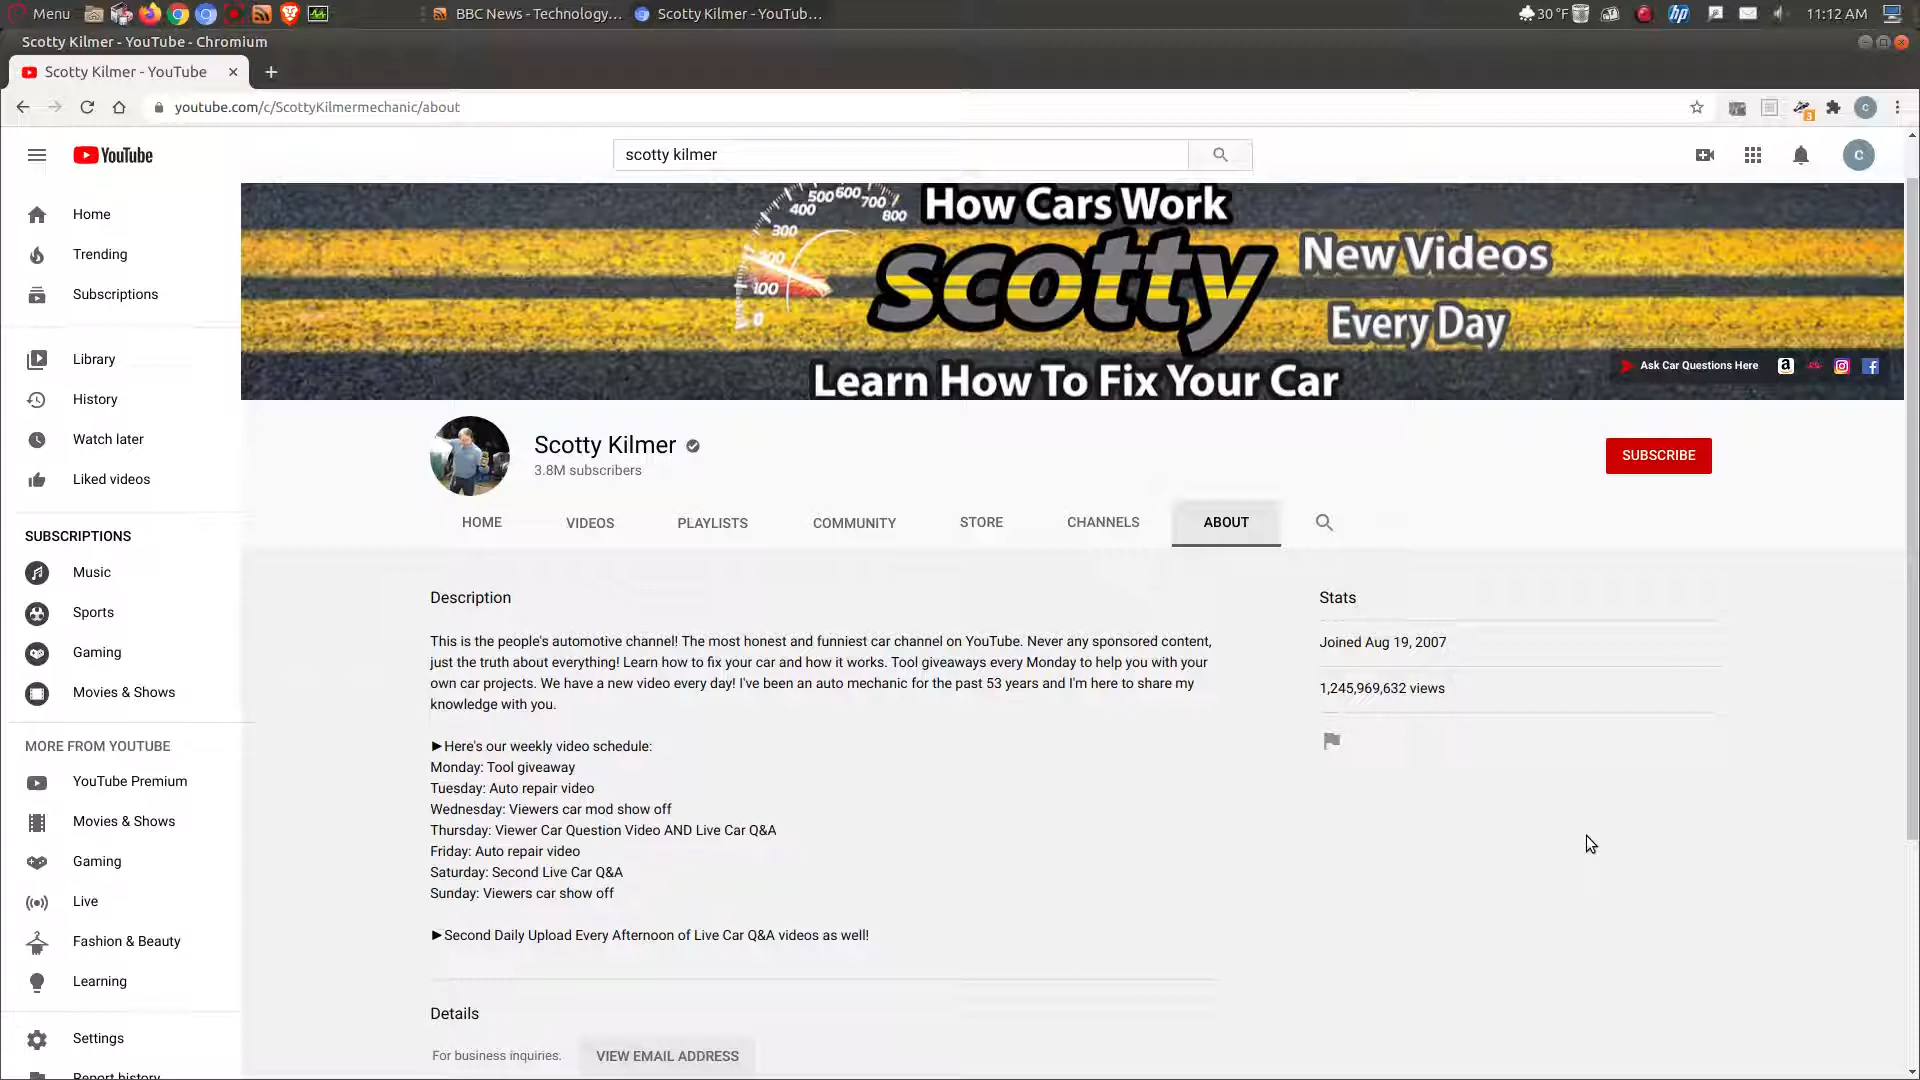 Menu
BBC News - Technology...
Scotty Kilmer - YouTub...
30 °F
hp
11:12 AM
Scotty Kilmer - YouTube - Chromium
Scotty Kilmer - YouTube
youtube.com/c/ScottyKilmermechanic/about
3
C
YouTube
scotty kilmer
C
Home
Trending
Subscriptions
Library
History
Watch later
Liked videos
SUBSCRIPTIONS
Music
Sports
Gaming
Movies & Shows
MORE FROM YOUTUBE
YouTube Premium
Movies & Shows
Gaming
Live
Fashion & Beauty
Learning
Settings
Report history
0 100 200 300 400 500 600 700 800
How Cars Work
scotty
New Videos
Every Day
Learn How To Fix Your Car
Ask Car Questions Here
Scotty Kilmer
3.8M subscribers
SUBSCRIBE
HOME VIDEOS PLAYLISTS COMMUNITY STORE CHANNELS ABOUT
Description
This is the people's automotive channel! The most honest and funniest car channel on YouTube. Never any sponsored content,
just the truth about everything! Learn how to fix your car and how it works. Tool giveaways every Monday to help you with your
own car projects. We have a new video every day! I've been an auto mechanic for the past 53 years and I'm here to share my
knowledge with you.
►Here's our weekly video schedule:
Monday: Tool giveaway
Tuesday: Auto repair video
Wednesday: Viewers car mod show off
Thursday: Viewer Car Question Video AND Live Car Q&A
Friday: Auto repair video
Saturday: Second Live Car Q&A
Sunday: Viewers car show off
►Second Daily Upload Every Afternoon of Live Car Q&A videos as well!
Details
For business inquiries.
VIEW EMAIL ADDRESS
Stats
Joined Aug 19, 2007
1,245,969,632 views